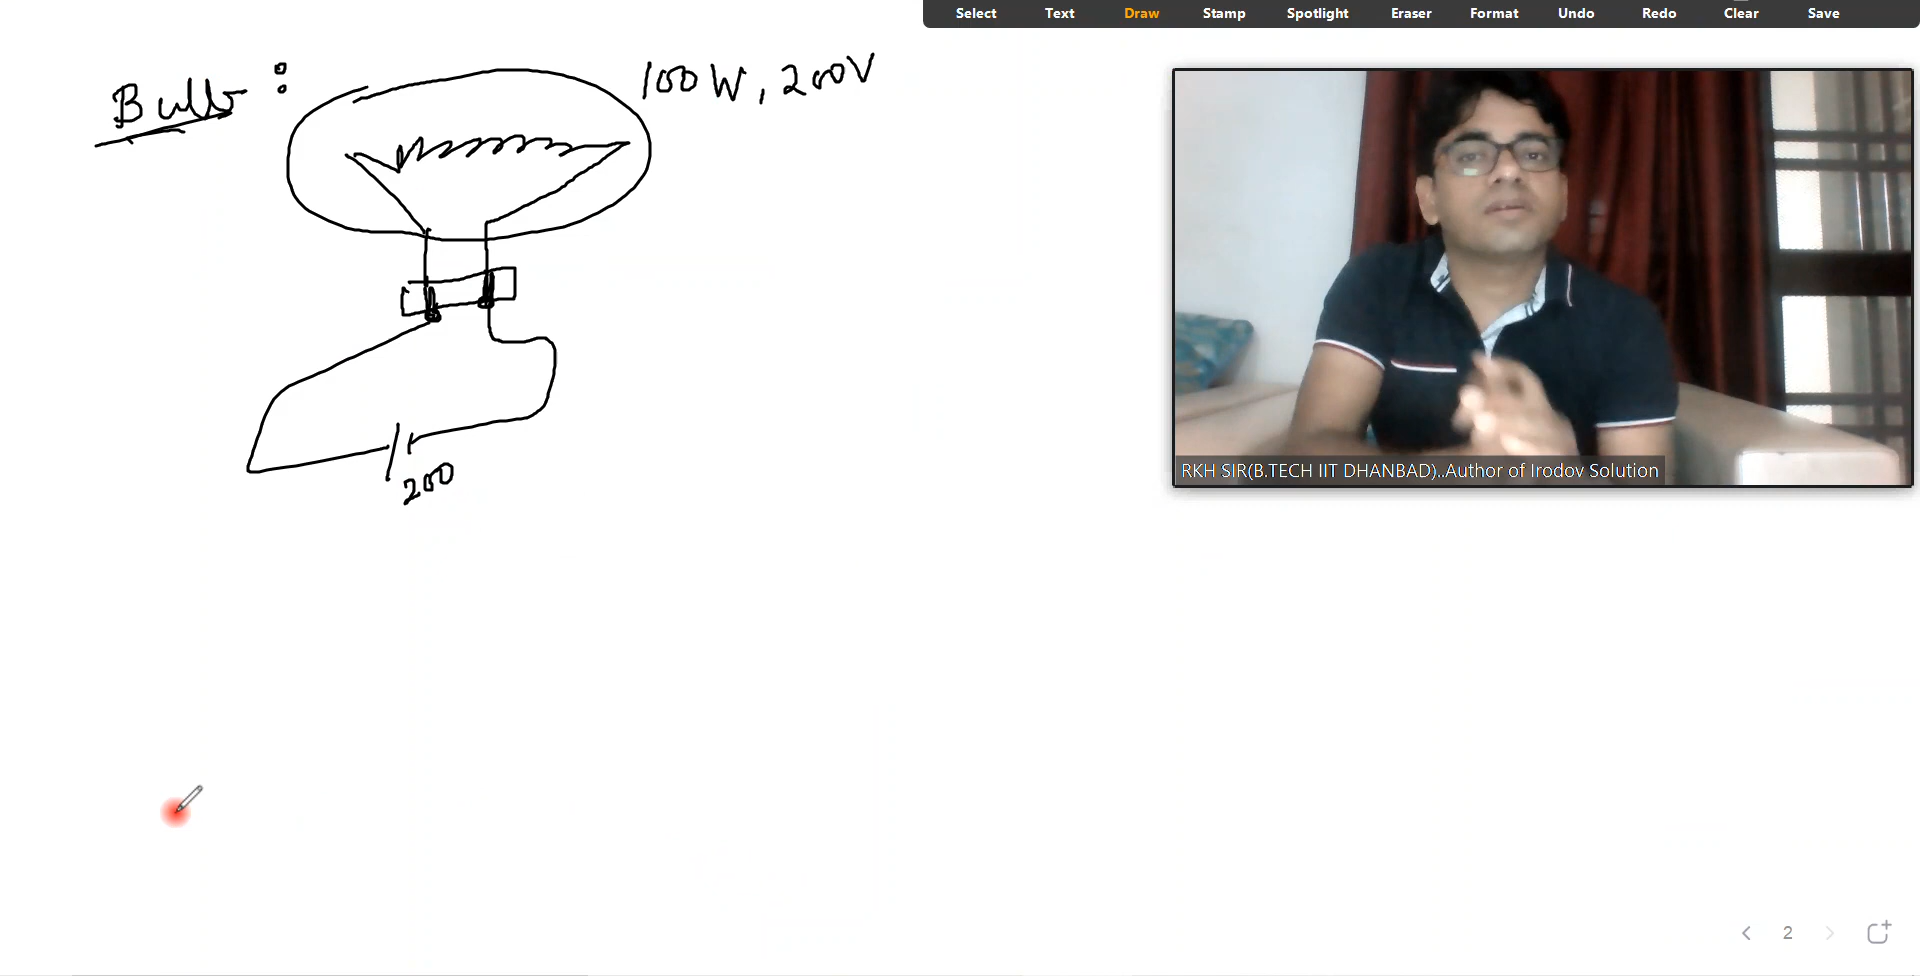 Select Text Draw Stamp Spotlight Eraser Format Undo Redo Clear Save
Bulb :
100 W, 200V
200
RKH SIR(B.TECH IIT DHANBAD)..Author of Irodov Solution
2